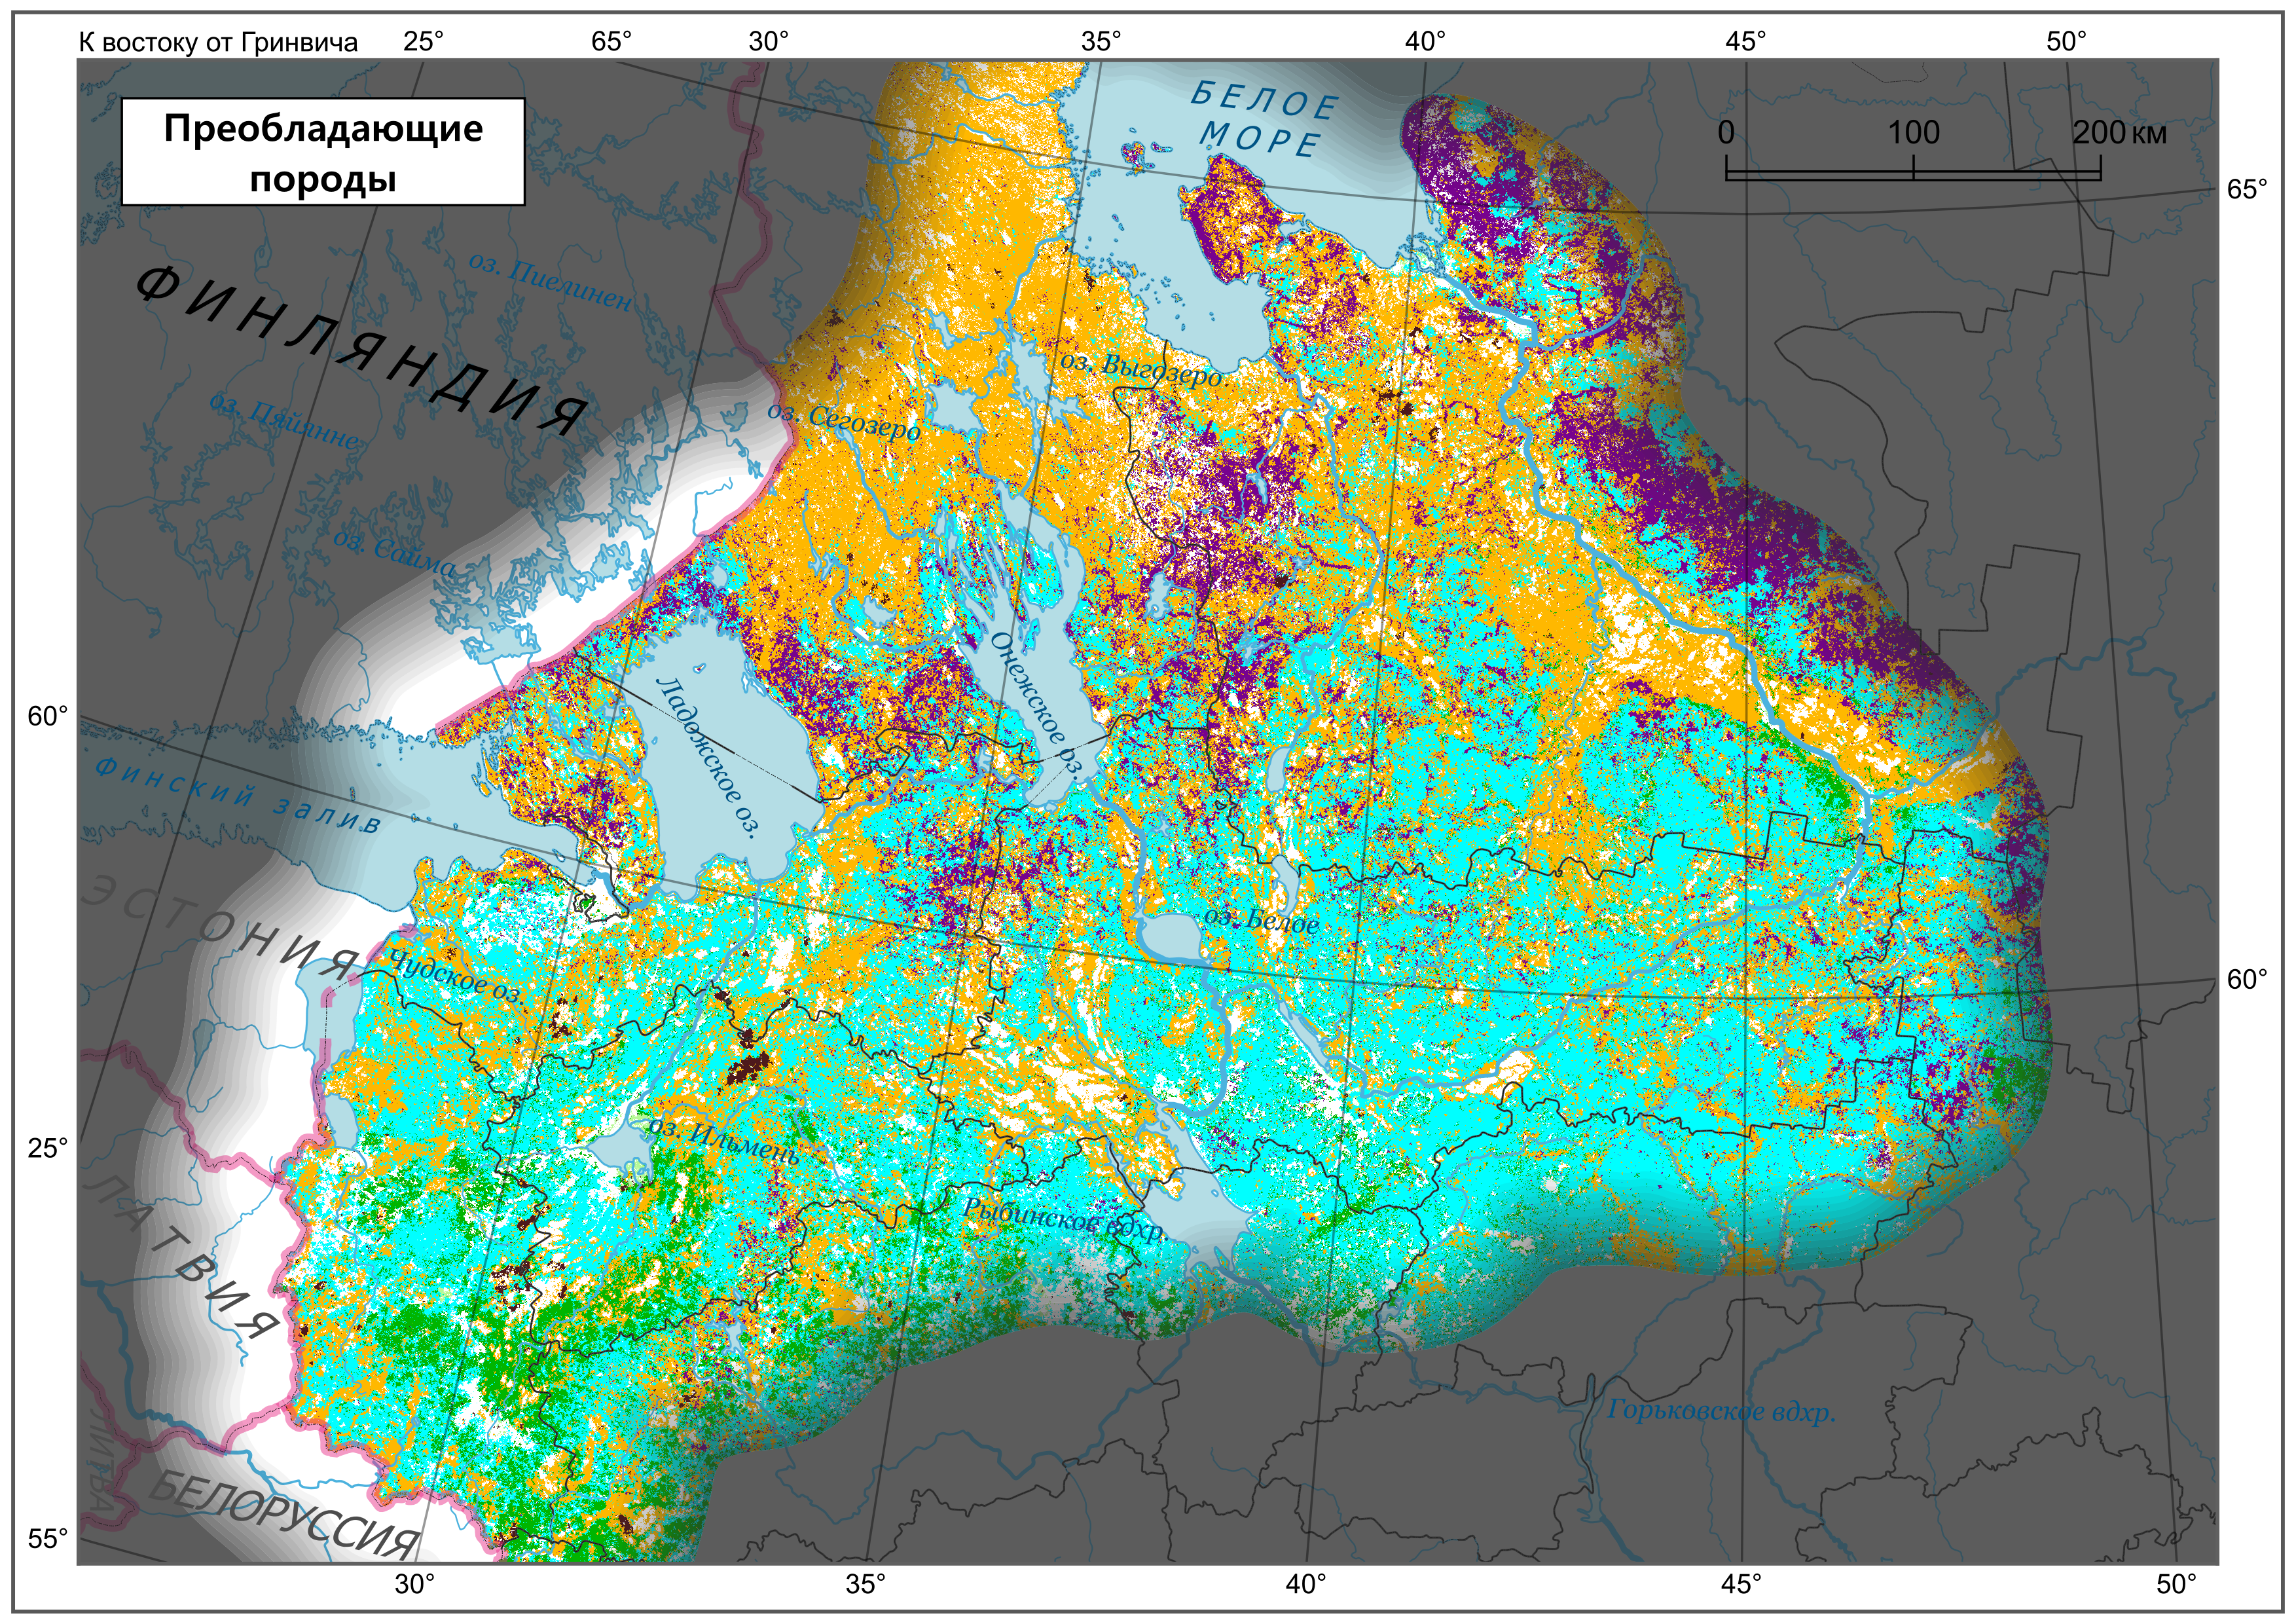 К востоку от Гринвича 25° 65° 30° 35° 40° 45° 50°
Преобладающие
породы
БЕЛОЕ
МОРЕ
0 100 200 км
65°
ФИНЛЯНДИЯ
оз. Пиелинен
оз. Выгозеро
оз. Пяйянне
оз. Сегозеро
оз. Сайма
Онежское оз.
Ладожское оз.
60°
Финский залив
ЭСТОНИЯ
оз. Белое
Чудское оз.
60°
оз. Ильмень
25°
ЛАТВИЯ
Рыбинское вдхр.
Горьковское вдхр.
ЛИТВА
БЕЛОРУССИЯ
55°
30° 35° 40° 45° 50°